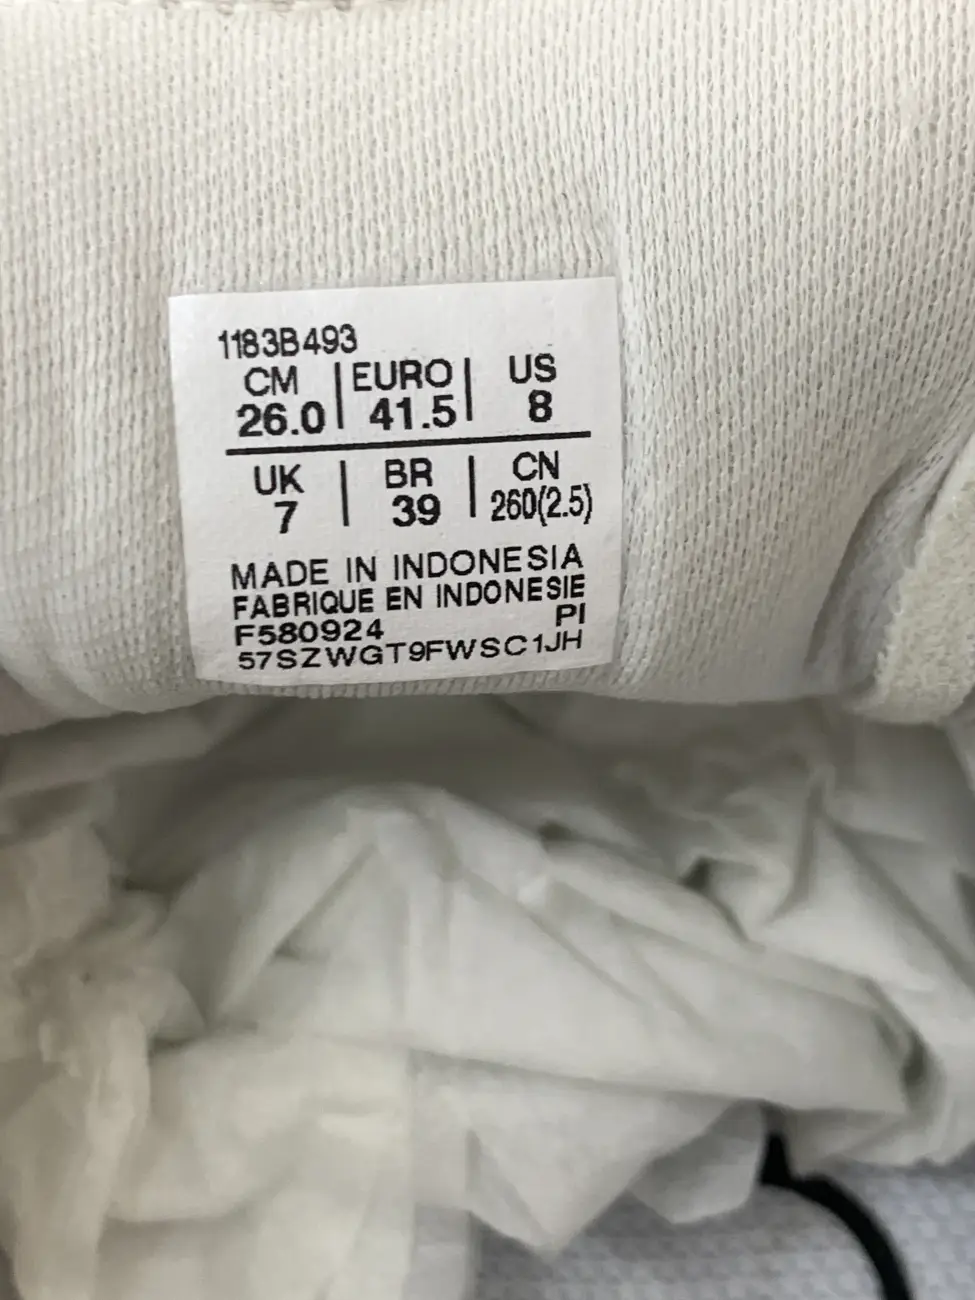 1183B493
CM | EURO | US
26.0 | 41.5 | 8
UK | BR | CN
7 | 39 | 260(2.5)
MADE IN INDONESIA
FABRIQUE EN INDONESIE
F580924 PI
57SZWGT9FWSC1JH